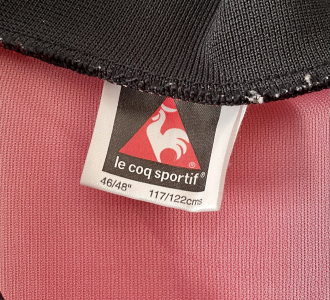 le coq sportif®
46/48" 117/122cms